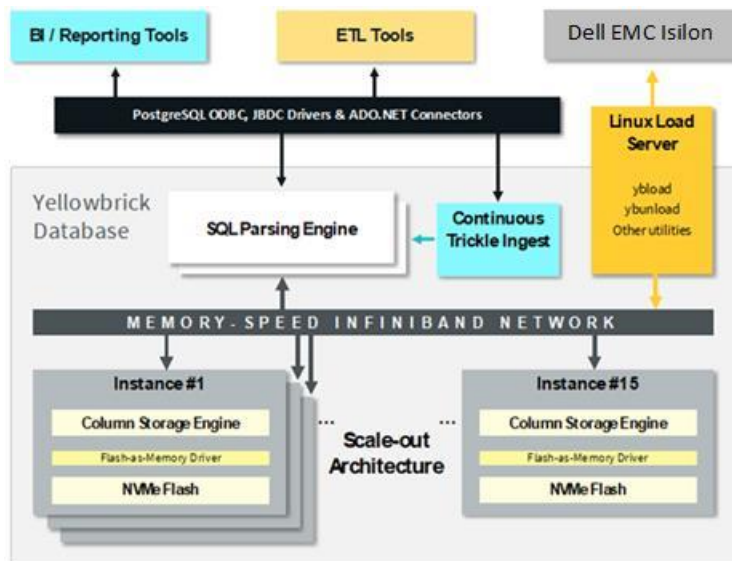 BI / Reporting Tools
ETL Tools
Dell EMC Isilon
PostgreSQL ODBC, JBDC Drivers & ADO.NET Connectors
Linux Load
Server
ybload
ybunload
Other utilities
Yellowbrick
Database
SQL Parsing Engine
Continuous
Trickle Ingest
MEMORY-SPEED INFINIBAND NETWORK
Instance #1
Column Storage Engine
Flash-as-Memory Driver
NVMe Flash
...
Scale-out
Architecture
...
Instance #15
Column Storage Engine
Flash-as-Memory Driver
NVMe Flash